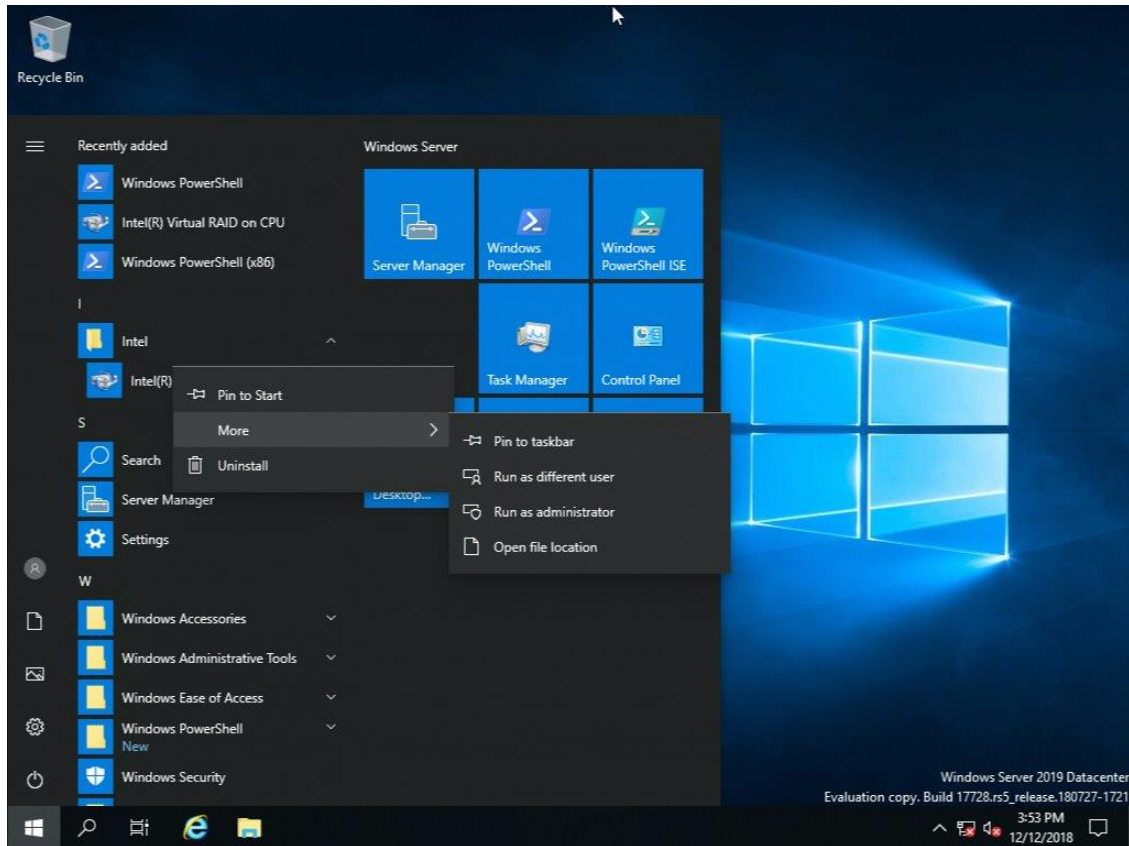 Recycle Bin
Recently added
Windows PowerShell
Intel(R) Virtual RAID on CPU
Windows PowerShell (x86)
I
Intel
Intel(R)
S
Search
Server Manager
Settings
W
Windows Accessories
Windows Administrative Tools
Windows Ease of Access
Windows PowerShell
New
Windows Security
Windows Server
Server Manager
Windows
PowerShell
Windows
PowerShell ISE
Task Manager
Control Panel
Desktop...
Pin to Start
More
Uninstall
Pin to taskbar
Run as different user
Run as administrator
Open file location
Windows Server 2019 Datacenter
Evaluation copy. Build 17728.rs5_release.180727-1721
3:53 PM
12/12/2018